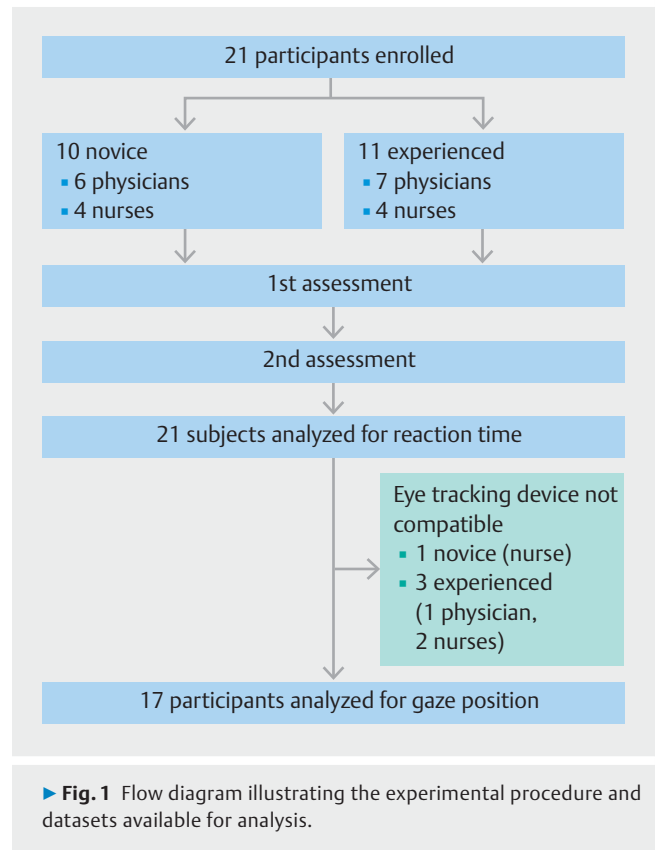 21 participants enrolled
10 novice
▪ 6 physicians
▪ 4 nurses
11 experienced
▪ 7 physicians
▪ 4 nurses
1st assessment
2nd assessment
21 subjects analyzed for reaction time
Eye tracking device not
compatible
▪ 1 novice (nurse)
▪ 3 experienced
(1 physician,
2 nurses)
17 participants analyzed for gaze position
▶ Fig. 1 Flow diagram illustrating the experimental procedure and
datasets available for analysis.